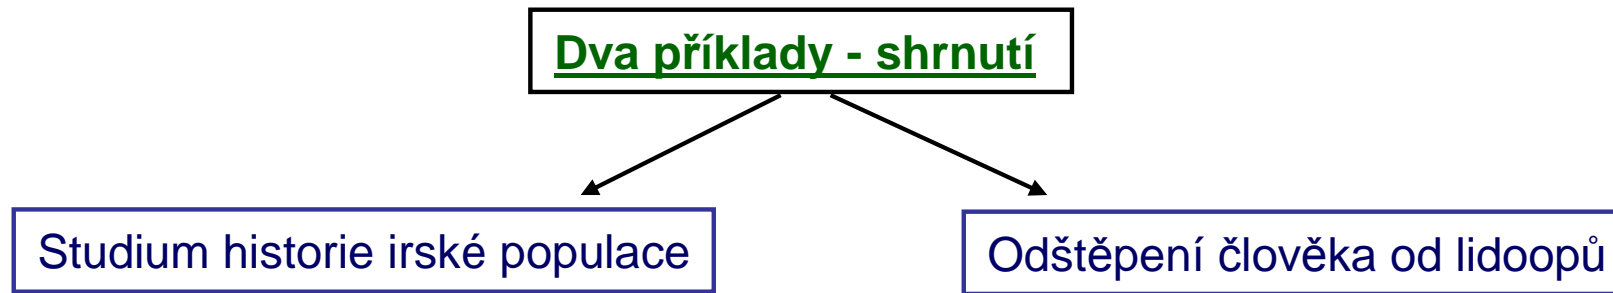 Dva příklady - shrnutí
Studium historie irské populace
Odštěpení člověka od lidoopů